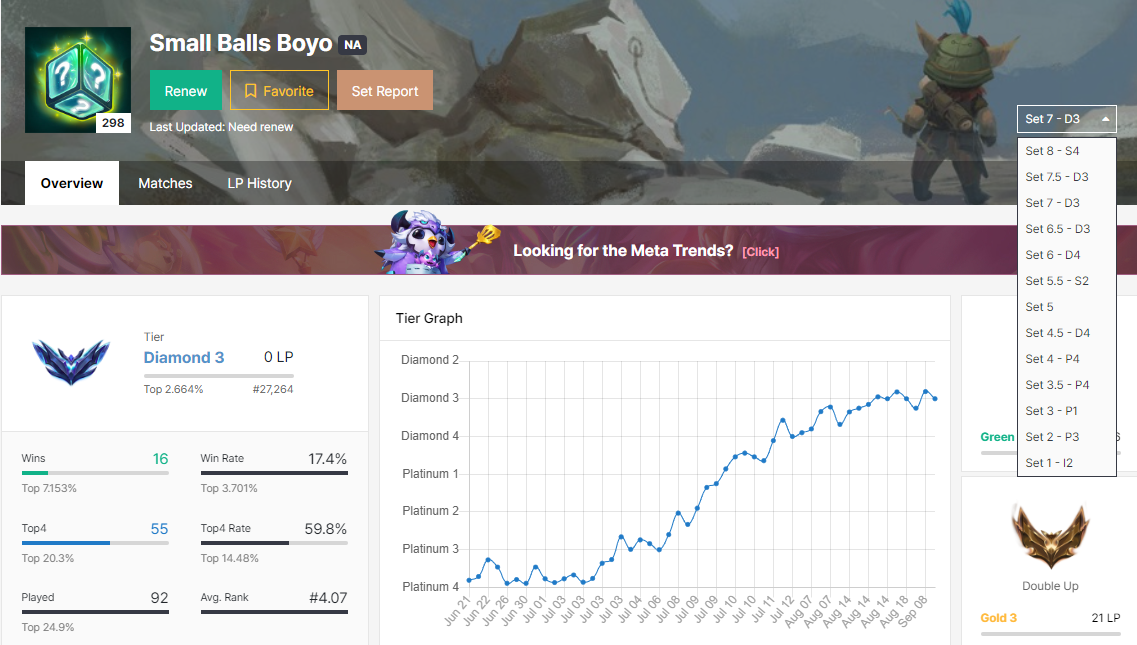 Small Balls Boyo NA
Renew Favorite Set Report
298
Last Updated: Need renew
Set 7 - D3
Set 8 - S4
Set 7.5 - D3
Set 7 - D3
Set 6.5 - D3
Set 6 - D4
Set 5.5 - S2
Set 5
Set 4.5 - D4
Set 4 - P4
Set 3.5 - P4
Set 3 - P1
Set 2 - P3
Set 1 - I2
Overview Matches LP History
Looking for the Meta Trends? [Click]
Tier
Diamond 3 0 LP
Top 2.664% #27,264
Wins 16
Top 7.153%
Win Rate 17.4%
Top 3.701%
Top4 55
Top 20.3%
Top4 Rate 59.8%
Top 14.48%
Played 92
Top 24.9%
Avg. Rank #4.07
Tier Graph
Diamond 2
Diamond 3
Diamond 4
Platinum 1
Platinum 2
Platinum 3
Platinum 4
Jun 21
Jun 22
Jun 26
Jun 30
Jul 01
Jul 03
Jul 03
Jul 03
Jul 04
Jul 06
Jul 08
Jul 09
Jul 09
Jul 10
Jul 10
Jul 11
Jul 12
Aug 07
Aug 07
Aug 14
Aug 14
Aug 14
Aug 18
Sep 08
Green
Double Up
Gold 3 21 LP